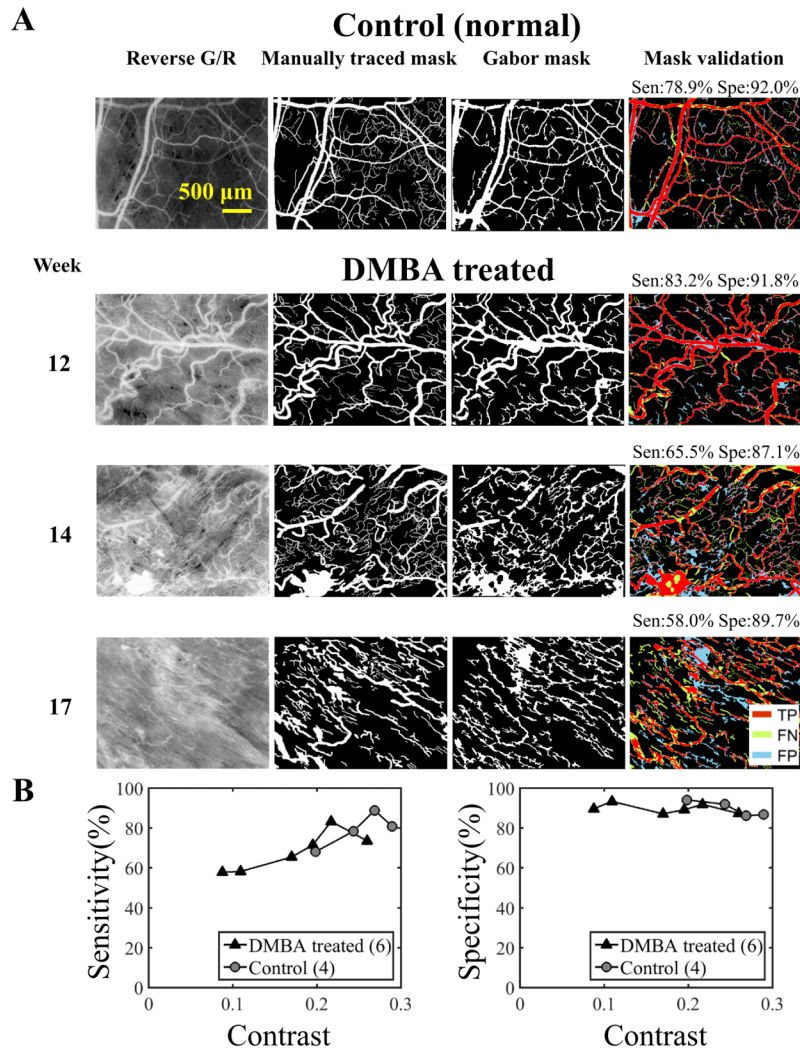 A
Control (normal)
Reverse G/R Manually traced mask Gabor mask Mask validation
Sen:78.9% Spe:92.0%
500 μm
Week
DMBA treated
Sen:83.2% Spe:91.8%
12
Sen:65.5% Spe:87.1%
14
Sen:58.0% Spe:89.7%
17
TP
FN
FP
B
100
80
60
40
20
0
Sensitivity(%)
DMBA treated (6)
Control (4)
0 0.1 0.2 0.3
Contrast
100
80
60
40
20
0
Specificity(%)
DMBA treated (6)
Control (4)
0 0.1 0.2 0.3
Contrast